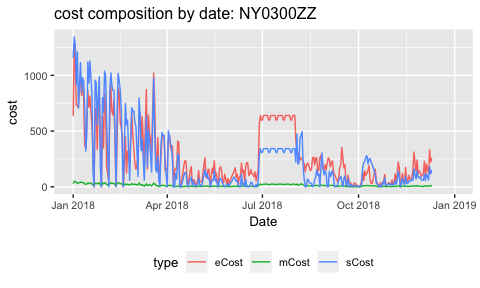 cost composition by date: NY0300ZZ
1000
500
0
cost
Jan 2018 Apr 2018 Jul 2018 Oct 2018 Jan 2019
Date
type eCost mCost sCost